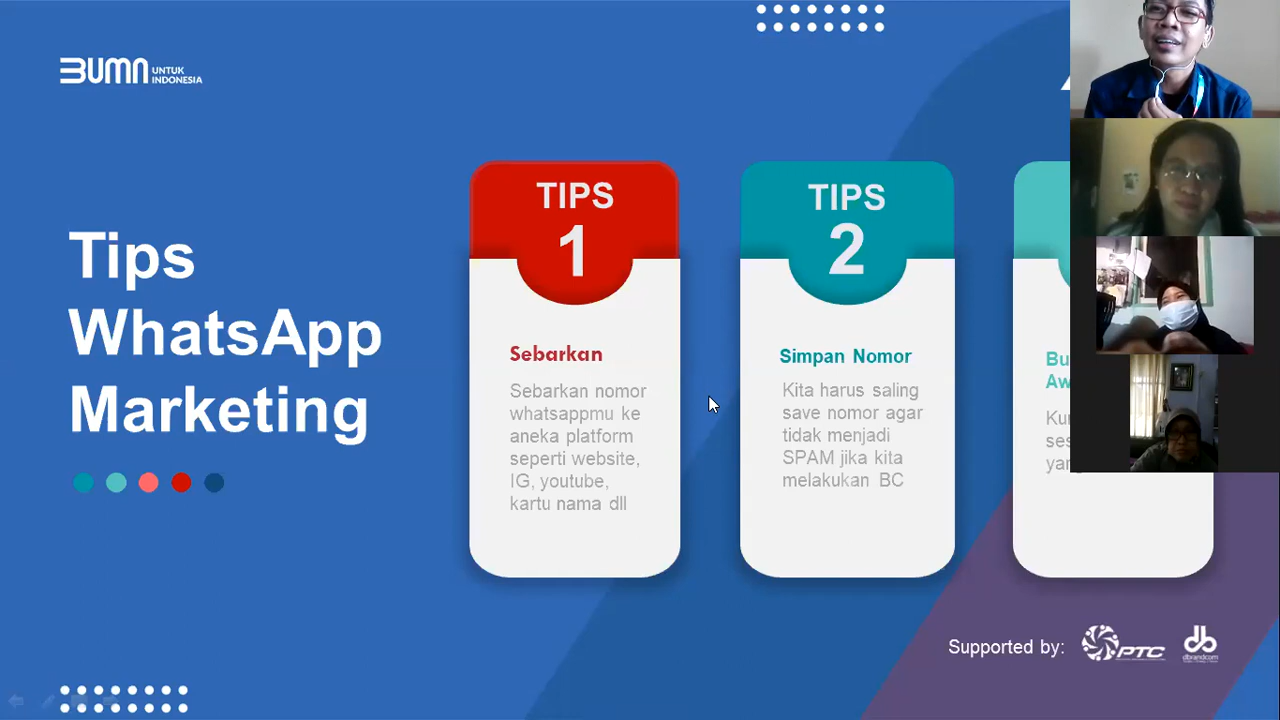 BUMN UNTUK
INDONESIA
Tips
WhatsApp
Marketing
TIPS
1
Sebarkan
Sebarkan nomor
whatsappmu ke
aneka platform
seperti website,
IG, youtube,
kartu nama dll
TIPS
2
Simpan Nomor
Kita harus saling
save nomor agar
tidak menjadi
SPAM jika kita
melakukan BC
Supported by:
PTC
dbrandcom